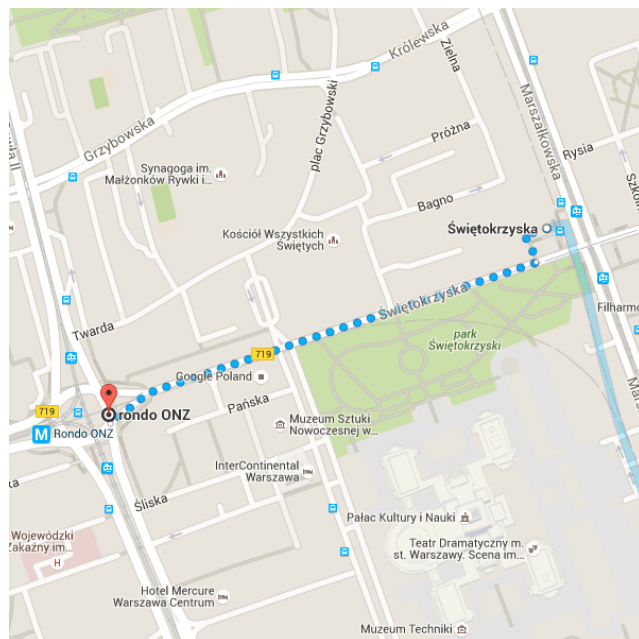 Królewska
Zielna
Marszałkowska
Grzybowska
plac Grzybowski
Próżna
Rysia
Synagoga im.
Małżonków Rywki i...
Bagno
Kościół Wszystkich
Świętych
Świętokrzyska
Świętokrzyska
Twarda
Filharmo
park
Świętokrzyski
719
Google Poland
Pańska
719
rondo ONZ
M
Rondo ONZ
Muzeum Sztuki
Nowoczesnej w...
InterContinental
Warszawa
Śliska
Pałac Kultury i Nauki
Wojewódzki
Zakaźny im...
H
Teatr Dramatyczny m.
st. Warszawy. Scena im...
Hotel Mercure
Warszawa Centrum
Muzeum Techniki